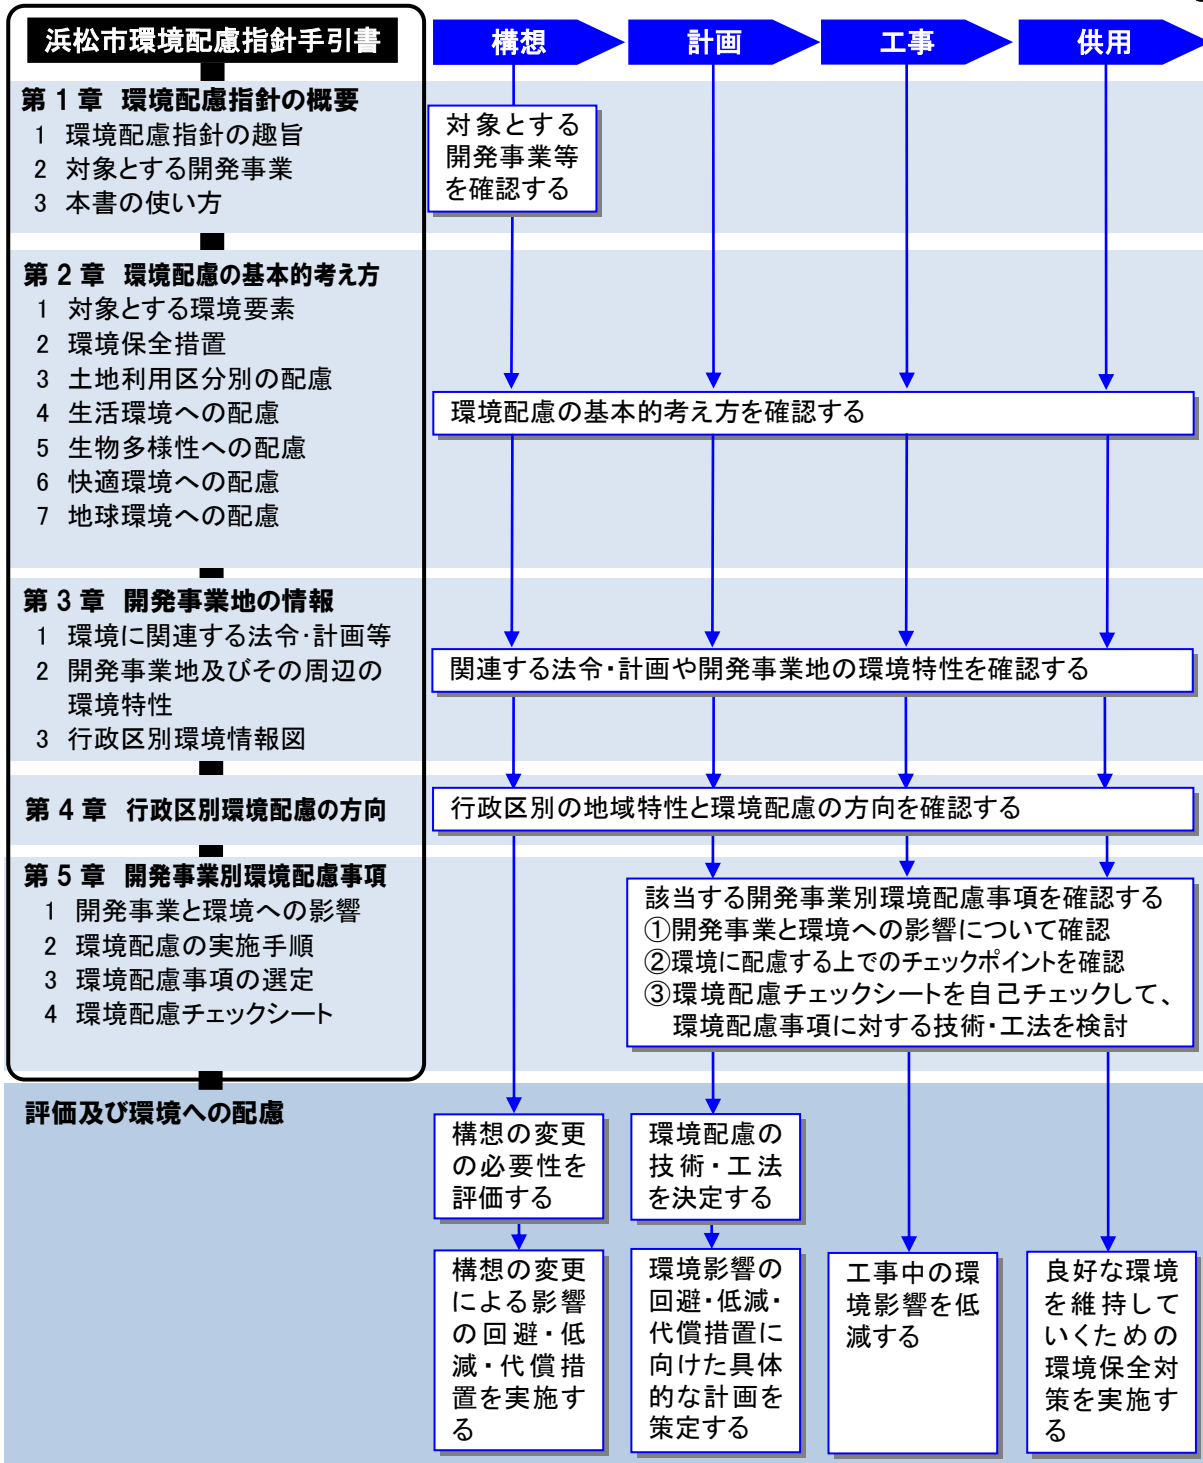 浜松市環境配慮指針手引書
構想
計画
工事
供用
第1章 環境配慮指針の概要
1 環境配慮指針の趣旨
2 対象とする開発事業
3 本書の使い方
対象とする
開発事業等
を確認する
第2章 環境配慮の基本的考え方
1 対象とする環境要素
2 環境保全措置
3 土地利用区分別の配慮
4 生活環境への配慮
5 生物多様性への配慮
6 快適環境への配慮
7 地球環境への配慮
環境配慮の基本的考え方を確認する
第3章 開発事業地の情報
1 環境に関連する法令・計画等
2 開発事業地及びその周辺の
環境特性
3 行政区別環境情報図
関連する法令・計画や開発事業地の環境特性を確認する
第4章 行政区別環境配慮の方向
行政区別の地域特性と環境配慮の方向を確認する
第5章 開発事業別環境配慮事項
1 開発事業と環境への影響
2 環境配慮の実施手順
3 環境配慮事項の選定
4 環境配慮チェックシート
該当する開発事業別環境配慮事項を確認する
①開発事業と環境への影響について確認
②環境に配慮する上でのチェックポイントを確認
③環境配慮チェックシートを自己チェックして、
環境配慮事項に対する技術・工法を検討
評価及び環境への配慮
構想の変更
の必要性を
評価する
環境配慮の
技術・工法
を決定する
構想の変更
による影響
の回避・低
減・代償措
置を実施す
る
環境影響の
回避・低減・
代償措置に
向けた具体
的な計画を
策定する
工事中の環
境影響を低
減する
良好な環境
を維持して
いくための
環境保全対
策を実施す
る